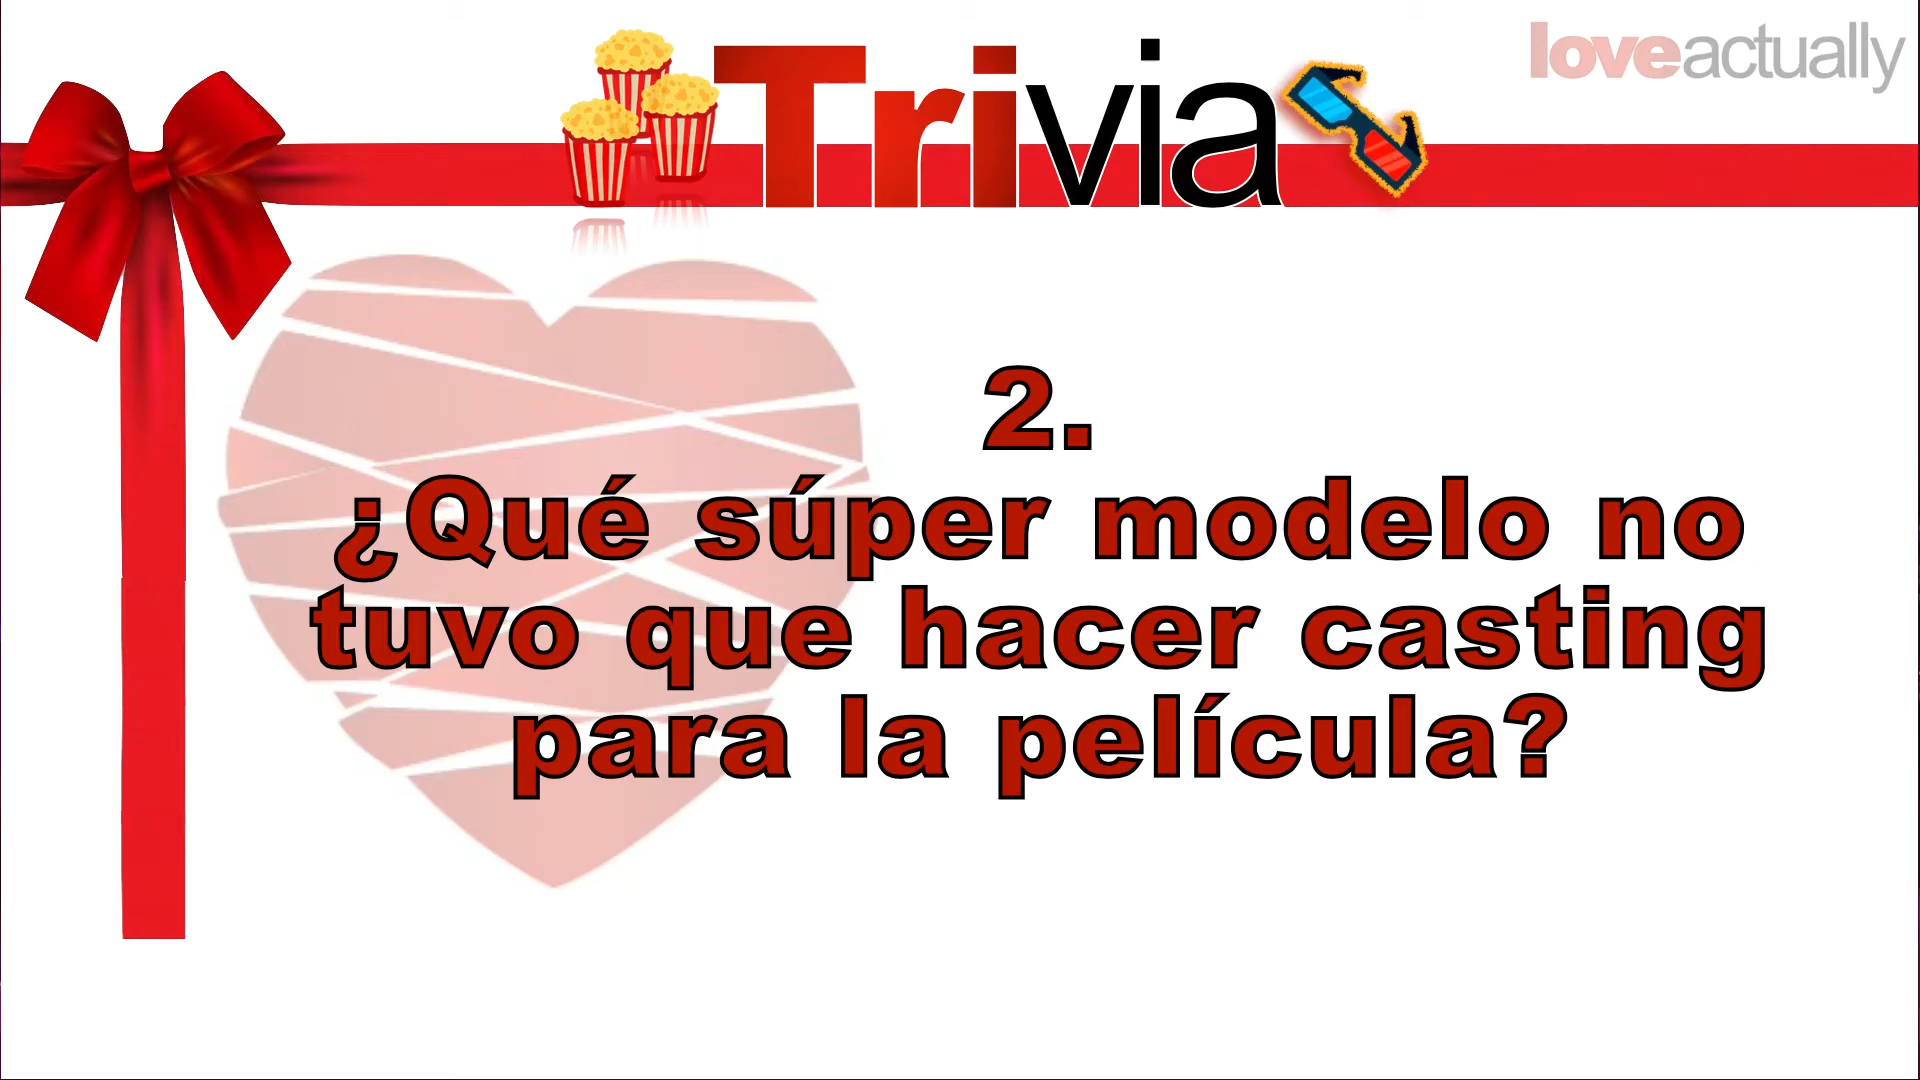 Trivia
loveactually
2.
¿Qué súper modelo no
tuvo que hacer casting
para la película?